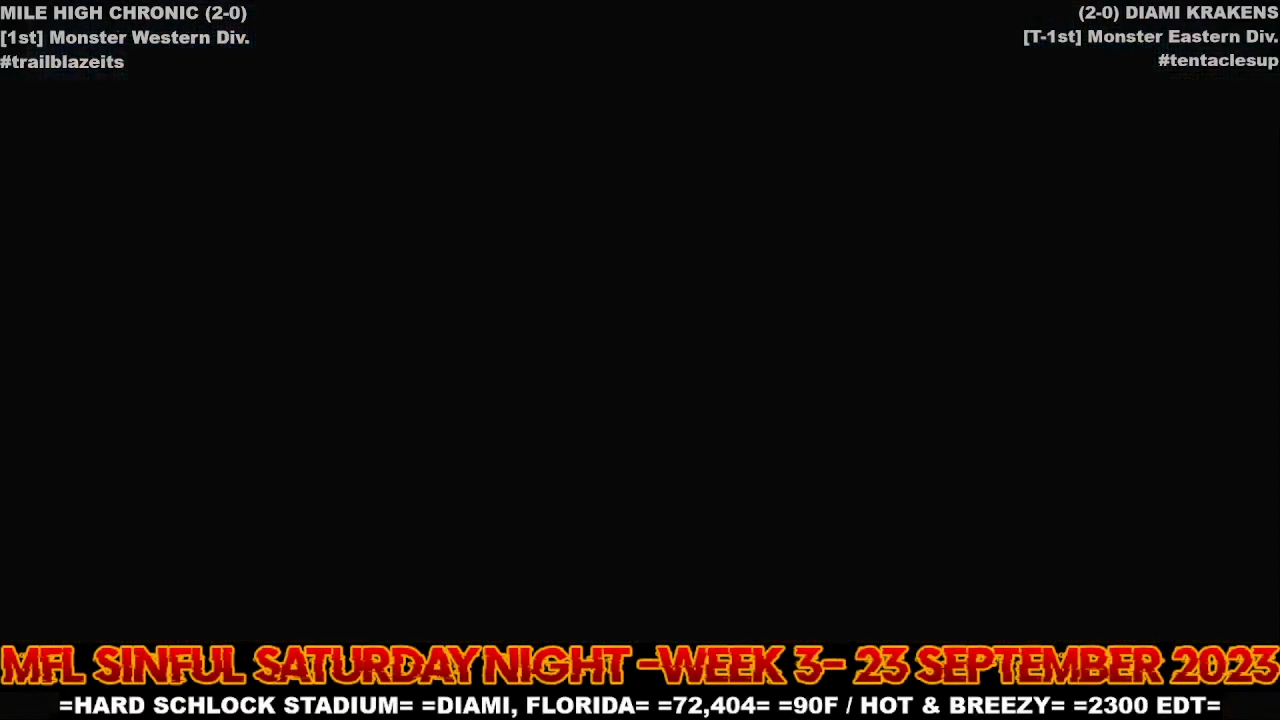 MILE HIGH CHRONIC (2-0)
[1st] Monster Western Div.
#trailblazeits
(2-0) DIAMI KRAKENS
[T-1st] Monster Eastern Div.
#tentaclesup
MFL SINFUL SATURDAY NIGHT -WEEK 3- 23 SEPTEMBER 2023
=HARD SCHLOCK STADIUM= =DIAMI, FLORIDA= =72,404= =90F / HOT & BREEZY= =2300 EDT=